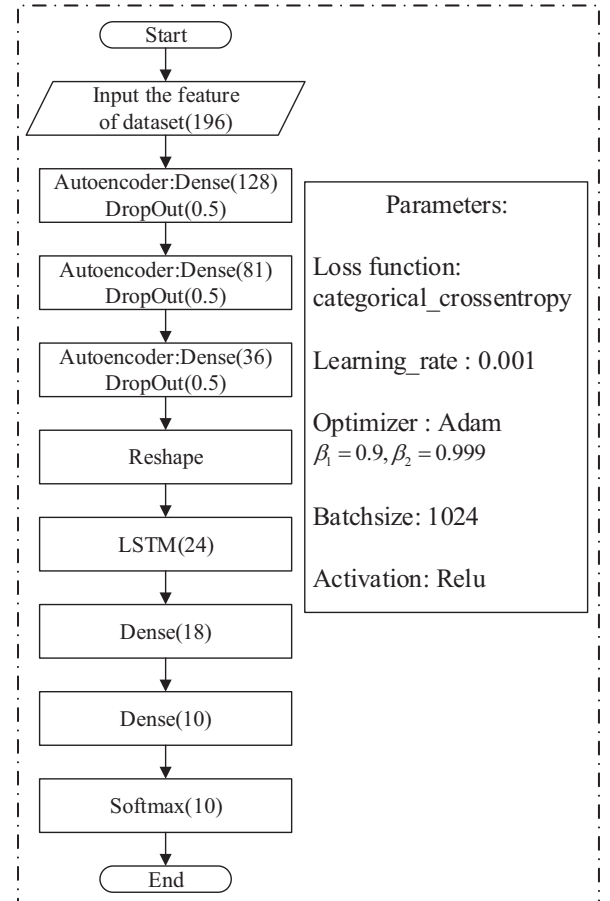 Start
Input the feature
of dataset(196)
Autoencoder:Dense(128)
DropOut(0.5)
Autoencoder:Dense(81)
DropOut(0.5)
Autoencoder:Dense(36)
DropOut(0.5)
Reshape
LSTM(24)
Dense(18)
Dense(10)
Softmax(10)
End
Parameters:
Loss function:
categorical_crossentropy
Learning_rate : 0.001
Optimizer : Adam
β₁ = 0.9, β₂ = 0.999
Batchsize: 1024
Activation: Relu